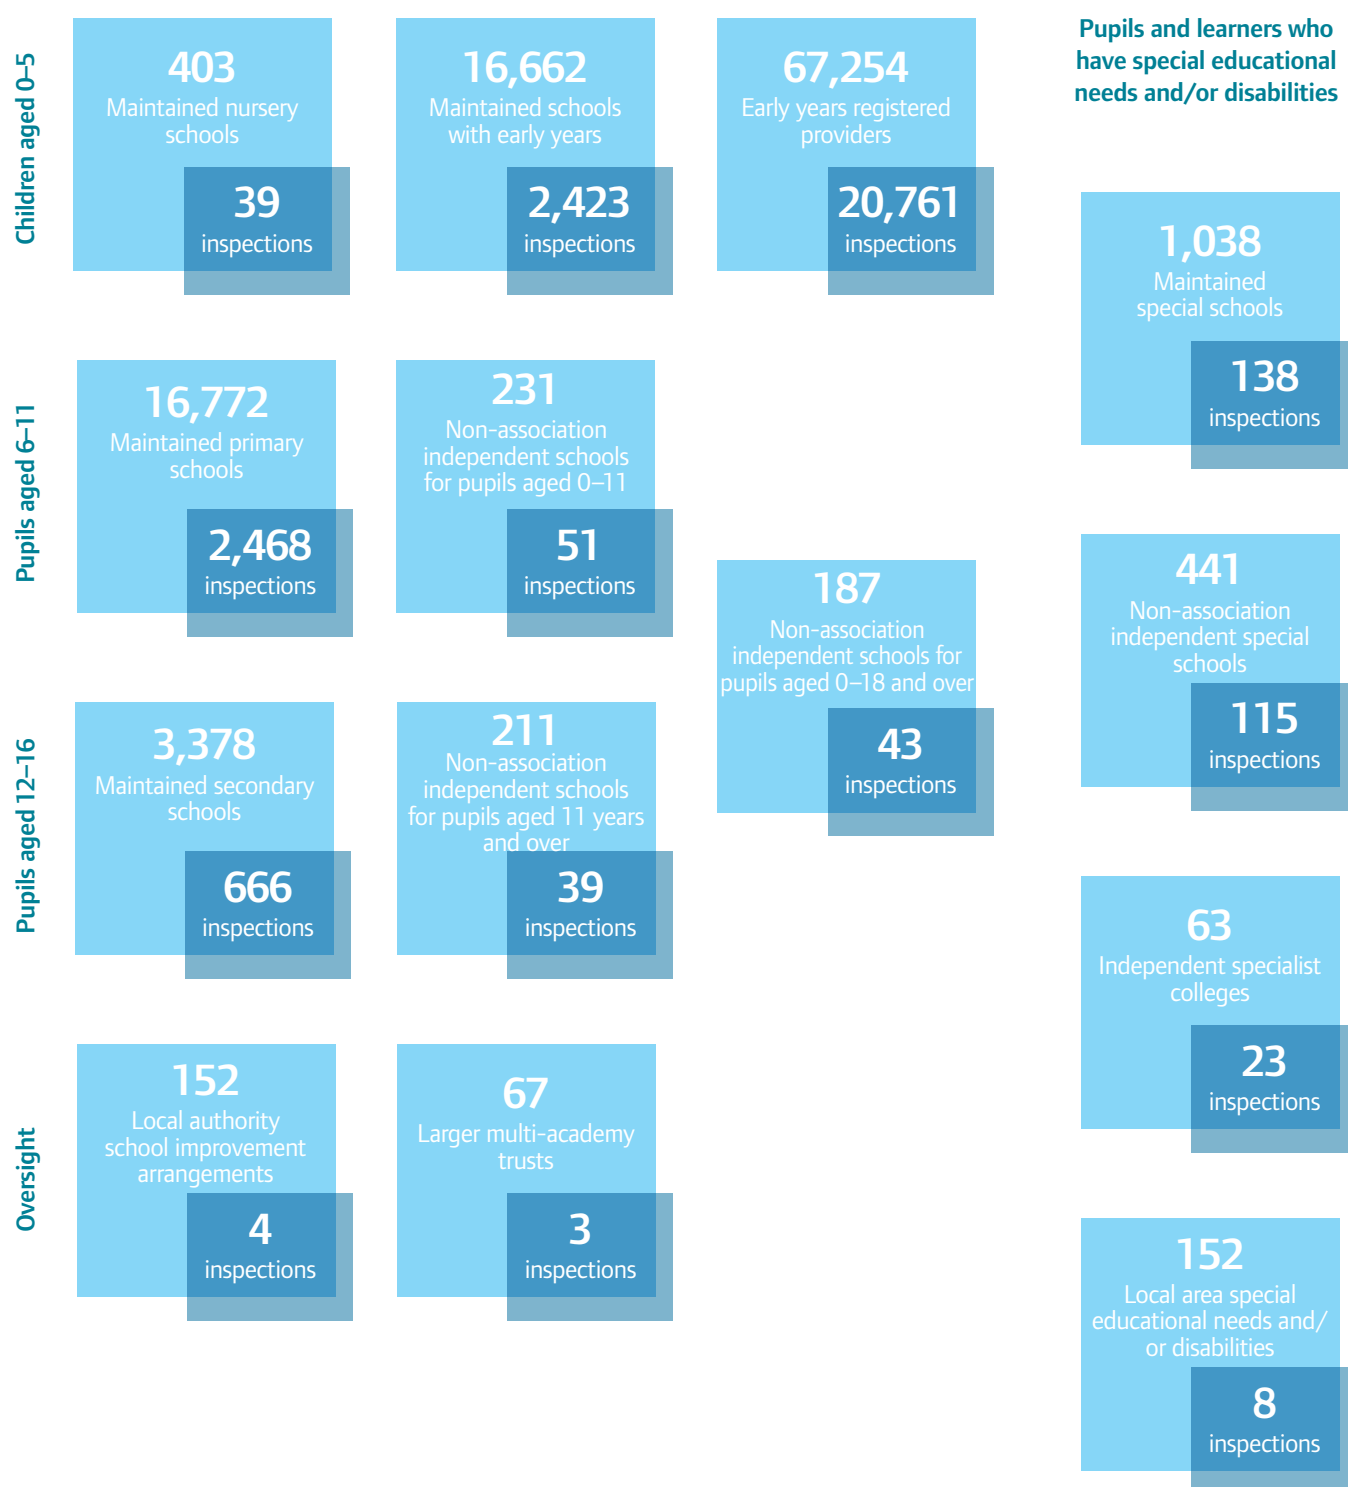 Children aged 0–5
403
Maintained nursery
schools
39
inspections
16,662
Maintained schools
with early years
2,423
inspections
67,254
Early years registered
providers
20,761
inspections
Pupils aged 6–11
16,772
Maintained primary
schools
2,468
inspections
231
Non-association
independent schools
for pupils aged 0–11
51
inspections
187
Non-association
independent schools for
pupils aged 0–18 and over
43
inspections
Pupils aged 12–16
3,378
Maintained secondary
schools
666
inspections
211
Non-association
independent schools
for pupils aged 11 years
and over
39
inspections
Oversight
152
Local authority
school improvement
arrangements
4
inspections
67
Larger multi-academy
trusts
3
inspections
Pupils and learners who
have special educational
needs and/or disabilities
1,038
Maintained
special schools
138
inspections
441
Non-association
independent special
schools
115
inspections
63
Independent specialist
colleges
23
inspections
152
Local area special
educational needs and/
or disabilities
8
inspections